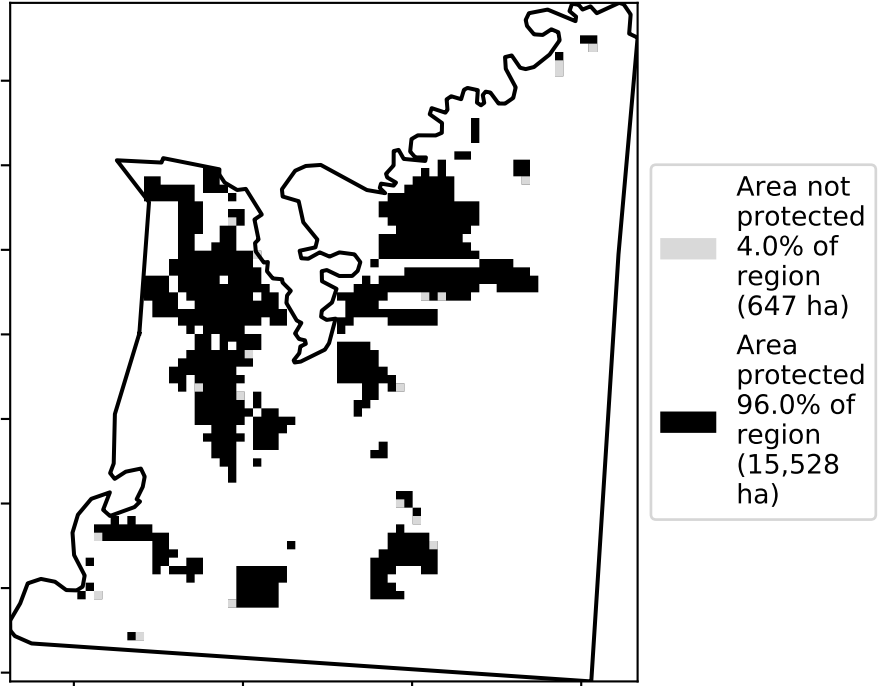 Area not
protected
4.0% of
region
(647 ha)
Area
protected
96.0% of
region
(15,528
ha)